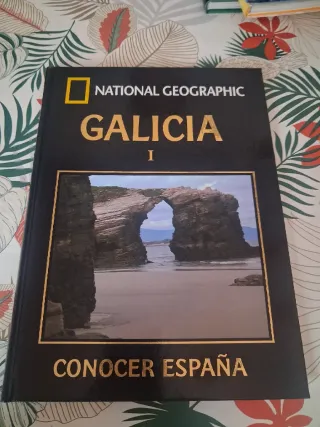 NATIONAL GEOGRAPHIC
GALICIA
I
CONOCER ESPAÑA